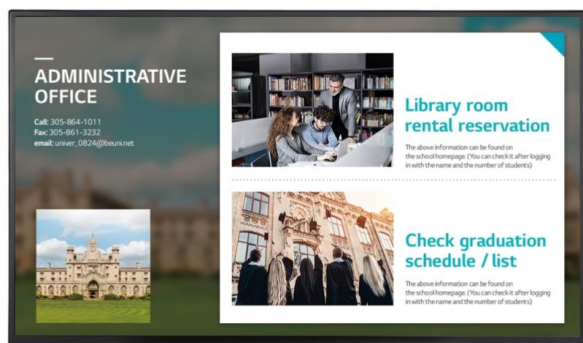 ADMINISTRATIVE
OFFICE
Call: 305-864-1011
Fax: 305-861-3232
email: univer_0824@beuni.net
Library room
rental reservation
The above information can be found on
the school homepage. (You can check it after logging
in with the name and the number of students)
Check graduation
schedule / list
The above information can be found on
the school homepage. (You can check it after logging
in with the name and the number of students)